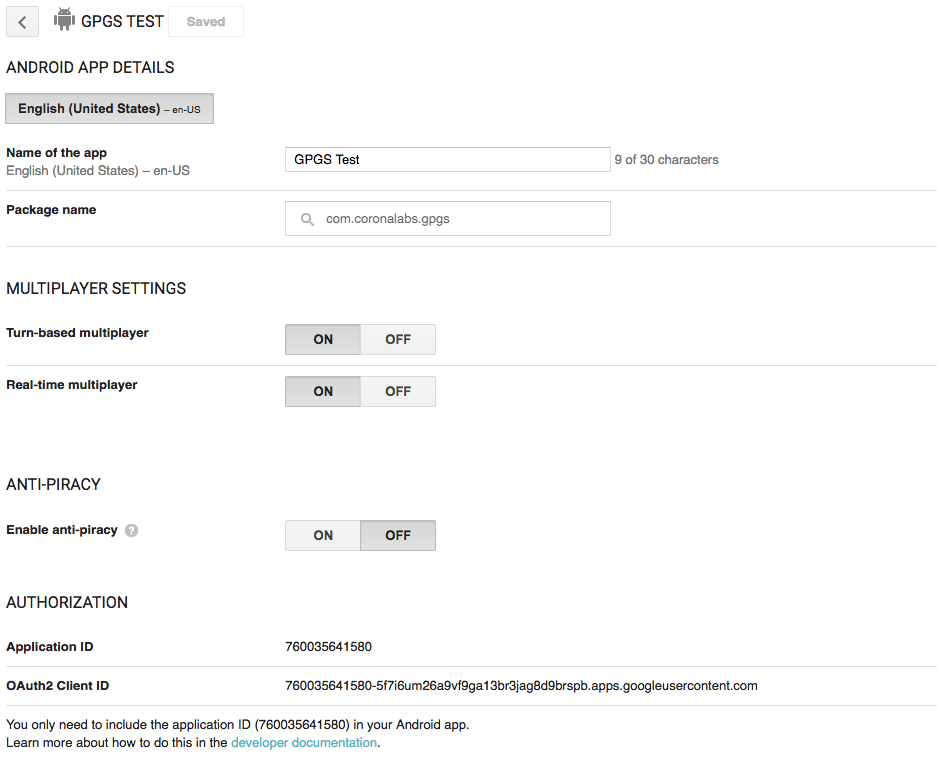 GPGS TEST Saved
ANDROID APP DETAILS
English (United States) – en-US
Name of the app
English (United States) – en-US
GPGS Test
9 of 30 characters
Package name
com.coronalabs.gpgs
MULTIPLAYER SETTINGS
Turn-based multiplayer
ON OFF
Real-time multiplayer
ON OFF
ANTI-PIRACY
Enable anti-piracy ?
ON OFF
AUTHORIZATION
Application ID
760035641580
OAuth2 Client ID
760035641580-5f7i6um26a9vf9ga13br3jag8d9brspb.apps.googleusercontent.com
You only need to include the application ID (760035641580) in your Android app.
Learn more about how to do this in the developer documentation.